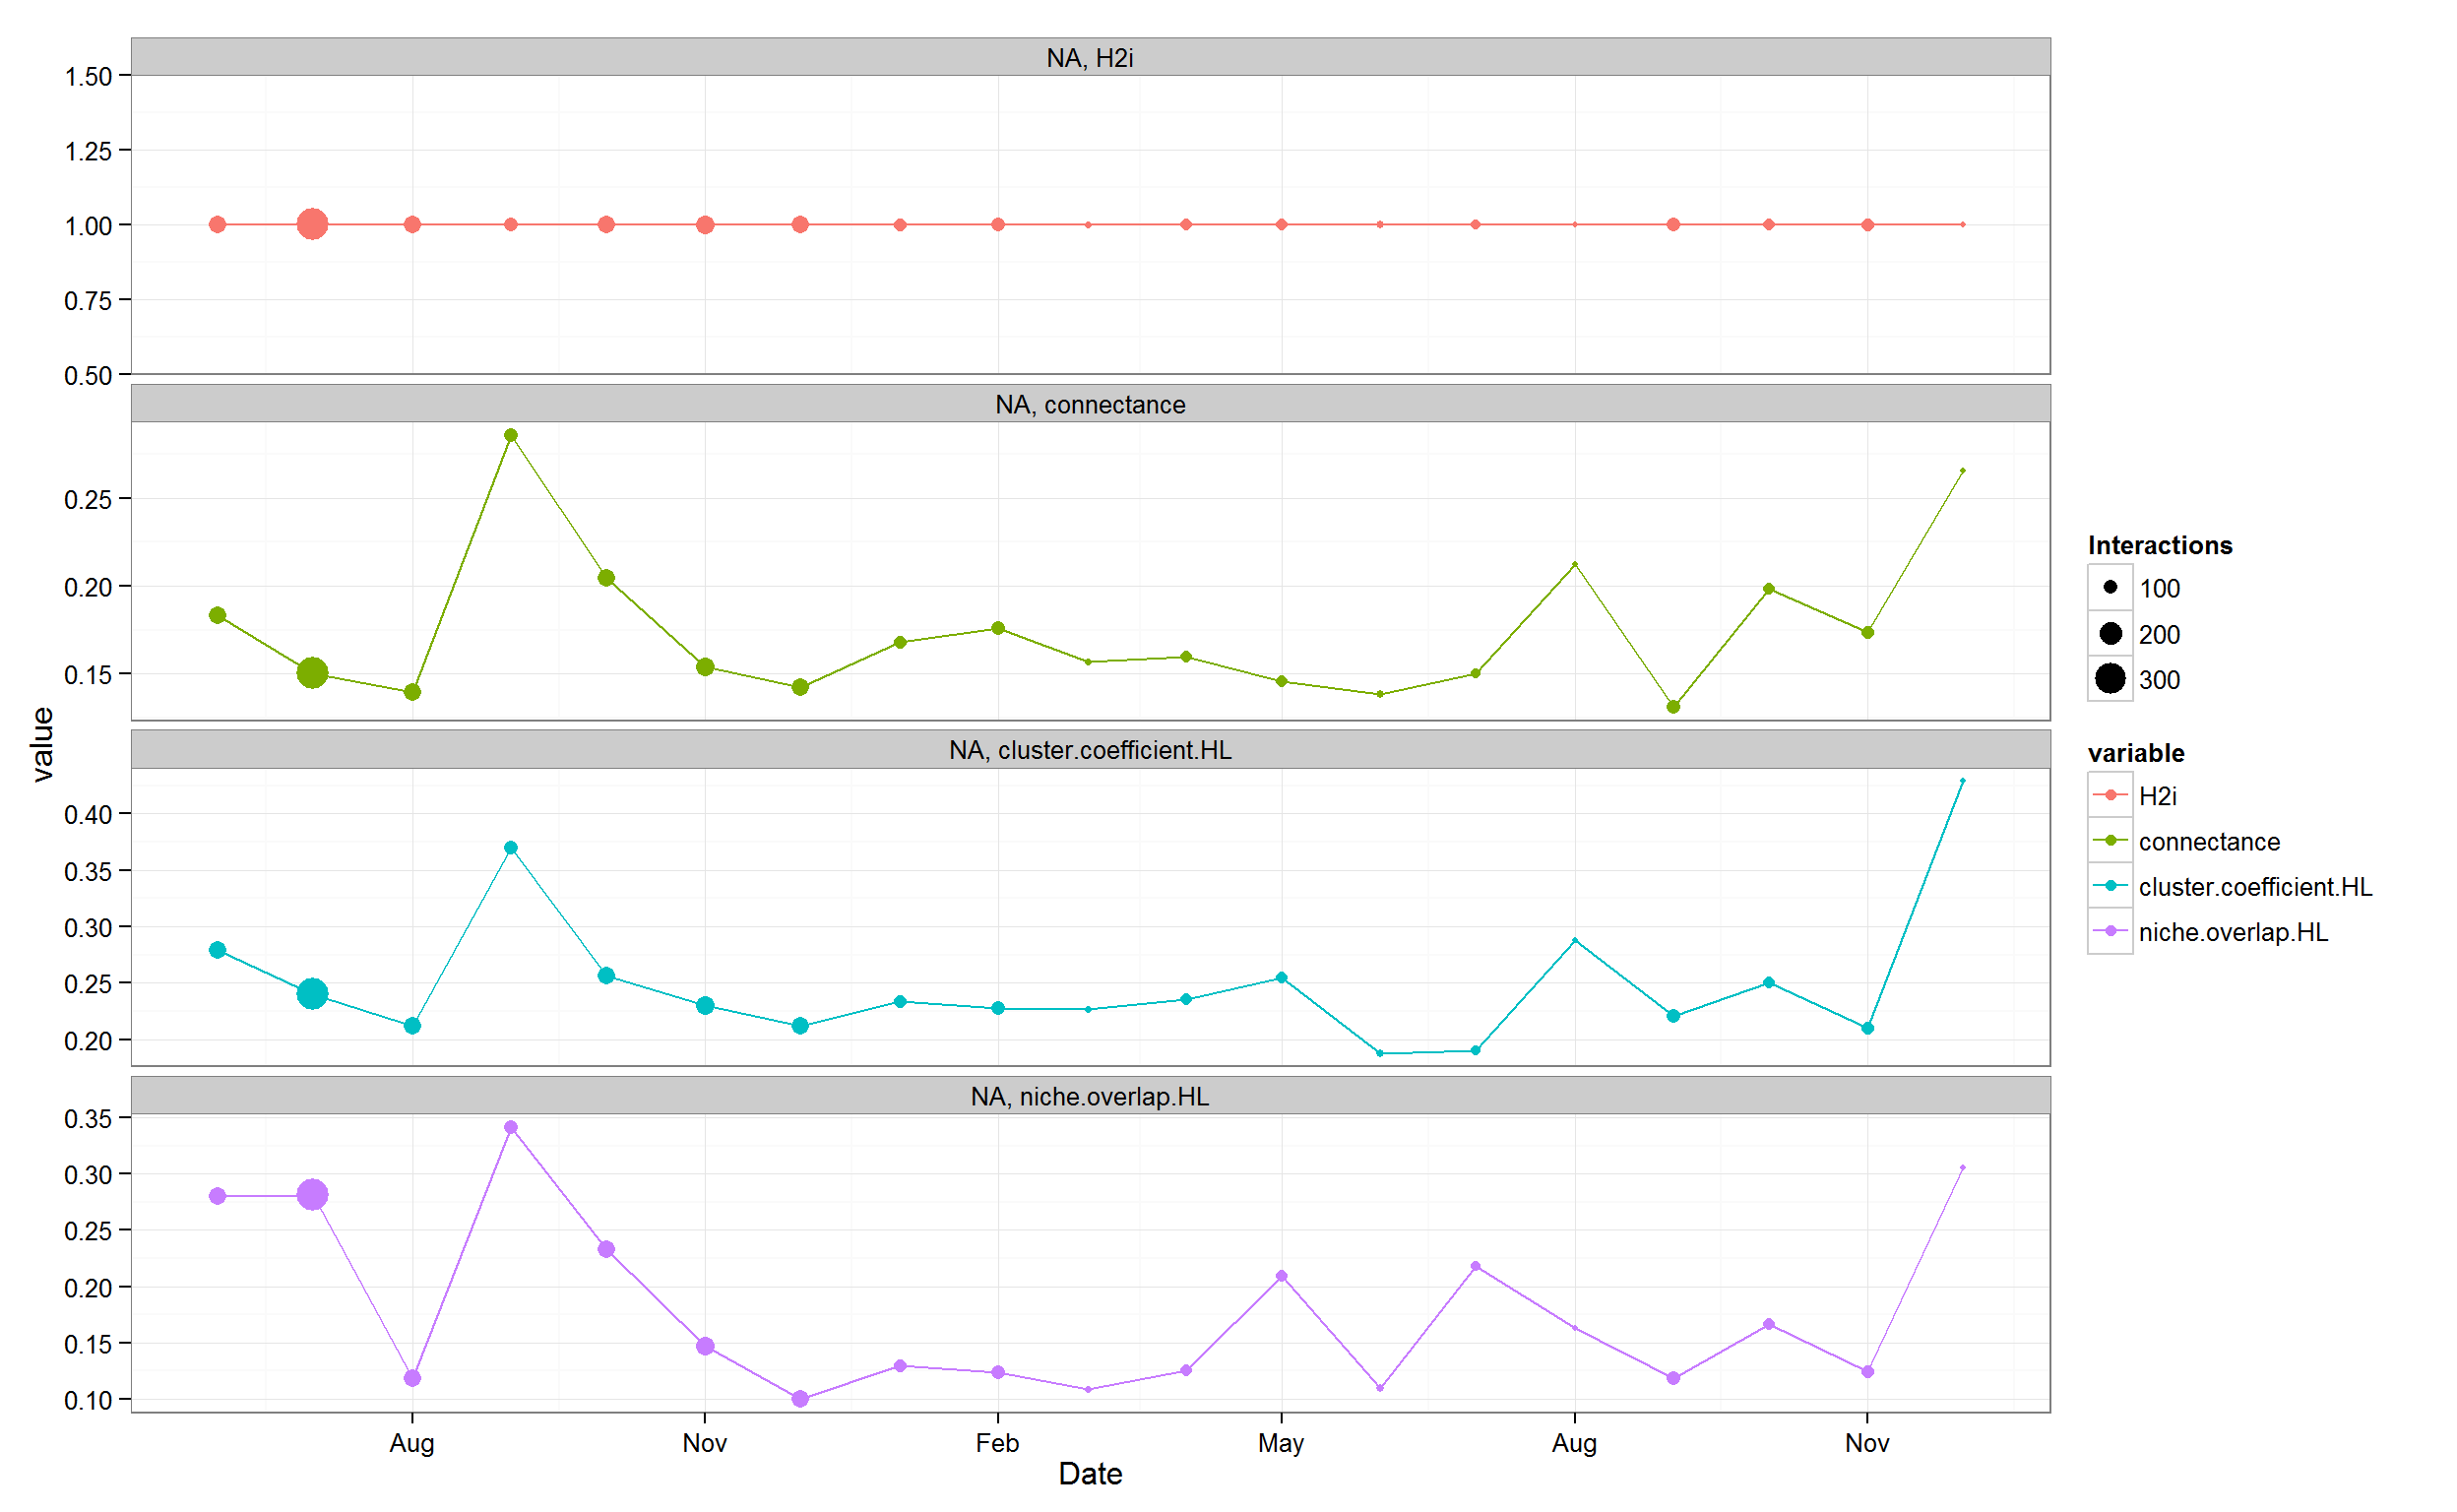 NA, H2i
1.50
1.25
1.00
0.75
0.50
NA, connectance
0.25
0.20
0.15
NA, cluster.coefficient.HL
0.40
0.35
0.30
0.25
0.20
NA, niche.overlap.HL
0.35
0.30
0.25
0.20
0.15
0.10
value
Aug Nov Feb May Aug Nov
Date
Interactions
100
200
300
variable
H2i
connectance
cluster.coefficient.HL
niche.overlap.HL